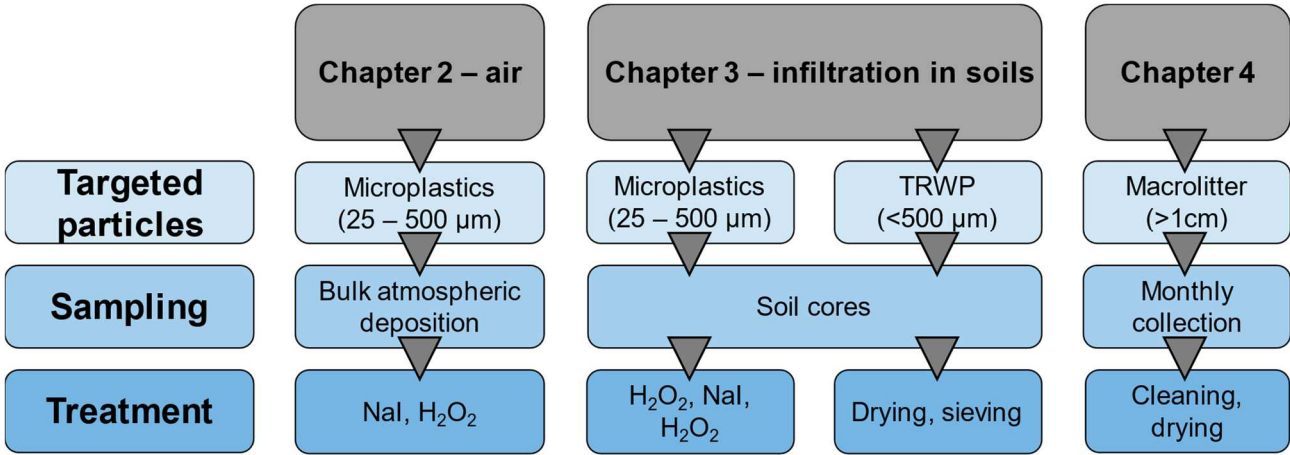 Chapter 2 – air
Chapter 3 – infiltration in soils
Chapter 4
Targeted
particles
Microplastics
(25 – 500 µm)
Microplastics
(25 – 500 µm)
TRWP
(<500 µm)
Macrolitter
(>1cm)
Sampling
Bulk atmospheric
deposition
Soil cores
Monthly
collection
Treatment
NaI, H₂O₂
H₂O₂, NaI,
H₂O₂
Drying, sieving
Cleaning,
drying